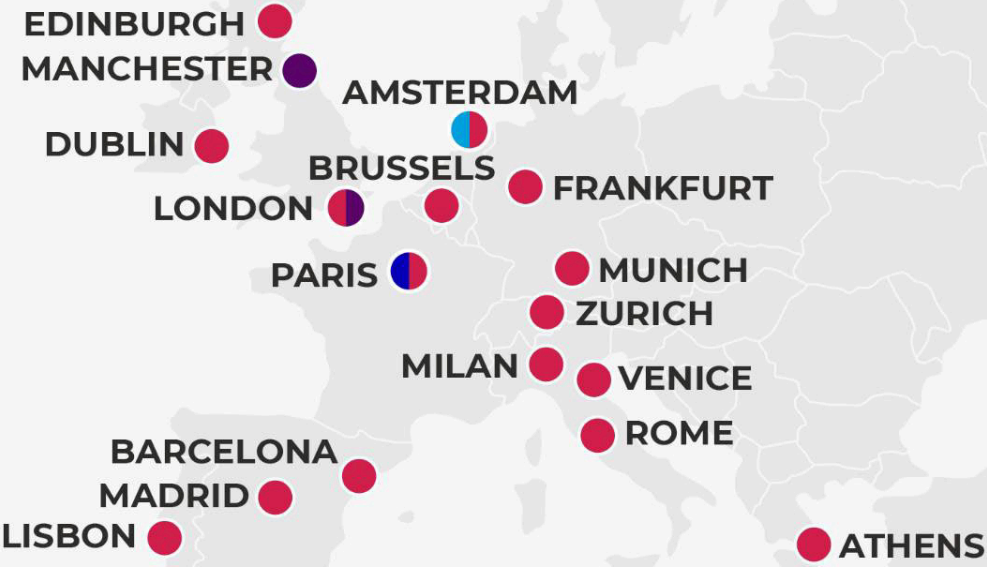 EDINBURGH
MANCHESTER
AMSTERDAM
DUBLIN
BRUSSELS
FRANKFURT
LONDON
PARIS
MUNICH
ZURICH
MILAN
VENICE
ROME
BARCELONA
MADRID
LISBON
ATHENS